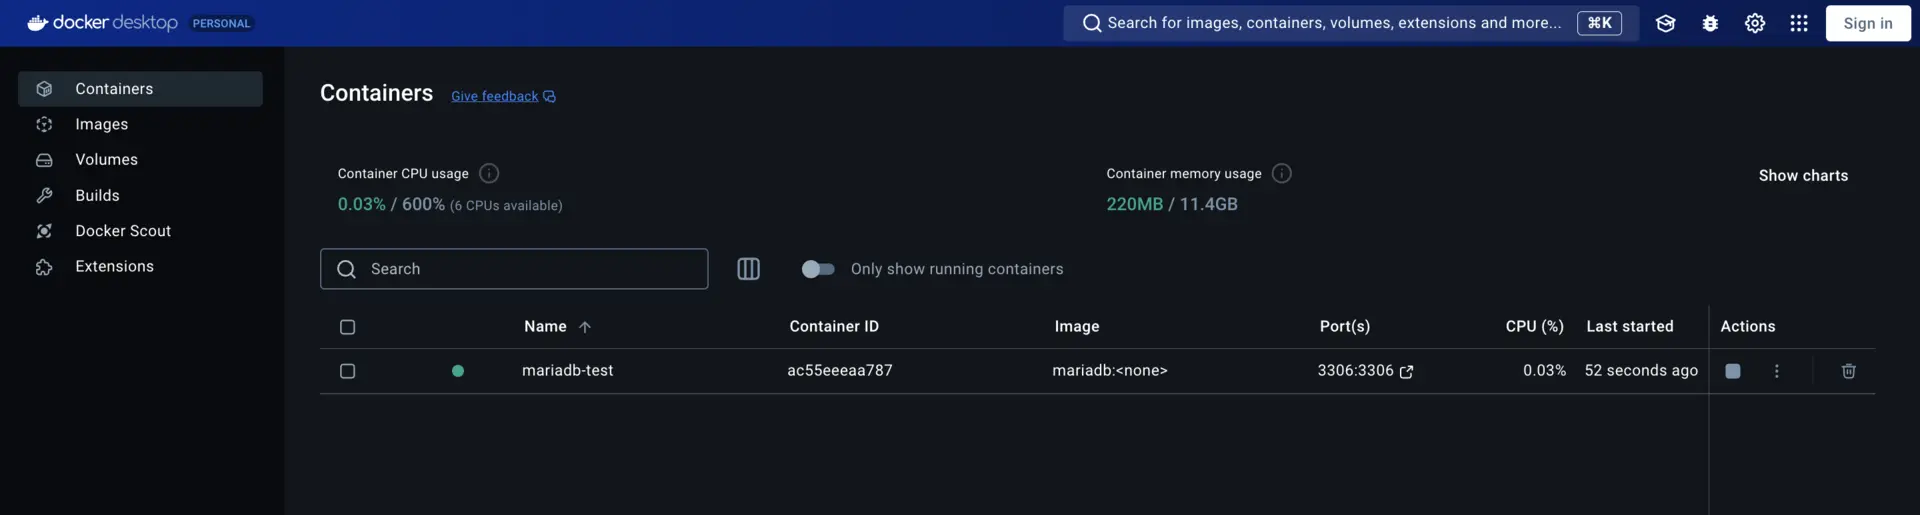 docker desktop PERSONAL
Search for images, containers, volumes, extensions and more... ⌘K
Sign in
Containers
Images
Volumes
Builds
Docker Scout
Extensions
Containers Give feedback
Container CPU usage
0.03% / 600% (6 CPUs available)
Container memory usage
220MB / 11.4GB
Show charts
Search
Only show running containers
Name Container ID Image Port(s) CPU (%) Last started Actions
mariadb-test ac55eeeaa787 mariadb:<none> 3306:3306 0.03% 52 seconds ago